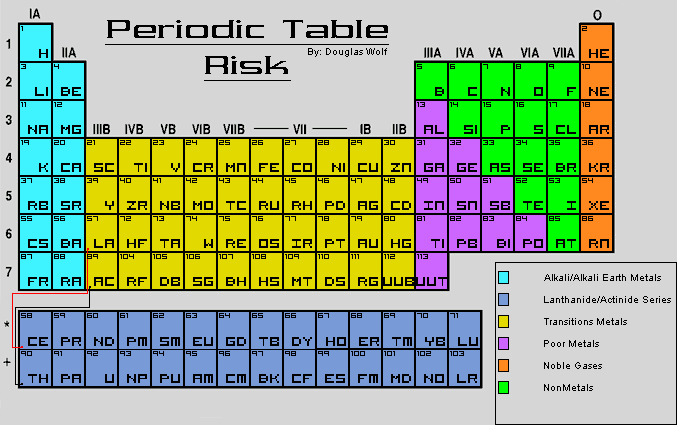 IA
O
Periodic Table
By: Douglas Wolf
Risk
1
1 H
2 HE
IIA
IIIA IVA VA VIA VIIA
2
3 LI
4 BE
5 B
6 C
7 N
8 O
9 F
10 NE
3
11 NA
12 MG
IIIB IVB VB VIB VIIB VII IB IIB
13 AL
14 SI
15 P
16 S
17 CL
18 AR
4
19 K
20 CA
21 SC
22 TI
23 V
24 CR
25 MN
26 FE
27 CO
28 NI
29 CU
30 ZN
31 GA
32 GE
33 AS
34 SE
35 BR
36 KR
5
37 RB
38 SR
39 Y
40 ZR
41 NB
42 MO
43 TC
44 RU
45 RH
46 PD
47 AG
48 CD
49 IN
50 SN
51 SB
52 TE
53 I
54 XE
6
55 CS
56 BA
57 LA
72 HF
73 TA
74 W
75 RE
76 OS
77 IR
78 PT
79 AU
80 HG
81 TI
82 PB
83 BI
84 PO
85 AT
86 RN
7
87 FR
88 RA
89 AC
104 RF
105 DB
106 SG
107 BH
108 HS
109 MT
110 DS
111 RG
112 UUB
113 UUT
*
58 CE
59 PR
60 ND
61 PM
62 SM
63 EU
64 GD
65 TB
66 DY
67 HO
68 ER
69 TM
70 YB
71 LU
+
90 TH
91 PA
92 U
93 NP
94 PU
95 AM
96 CM
97 BK
98 CF
99 ES
100 FM
101 MD
102 NO
103 LR
Alkali/Alkali Earth Metals
Lanthanide/Actinide Series
Transitions Metals
Poor Metals
Noble Gases
NonMetals